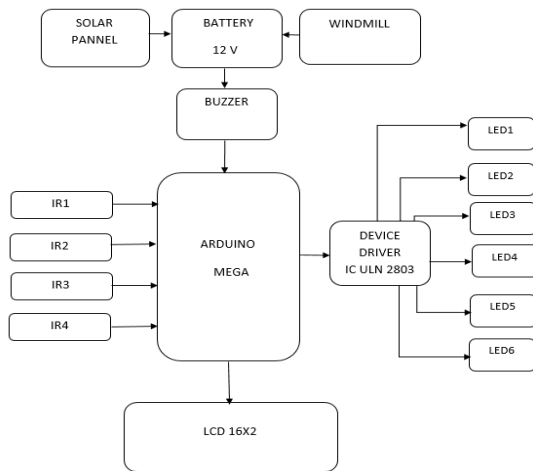 SOLAR
PANNEL
BATTERY
12 V
WINDMILL
BUZZER
IR1
IR2
IR3
IR4
ARDUINO
MEGA
DEVICE
DRIVER
IC ULN 2803
LED1
LED2
LED3
LED4
LED5
LED6
LCD 16X2